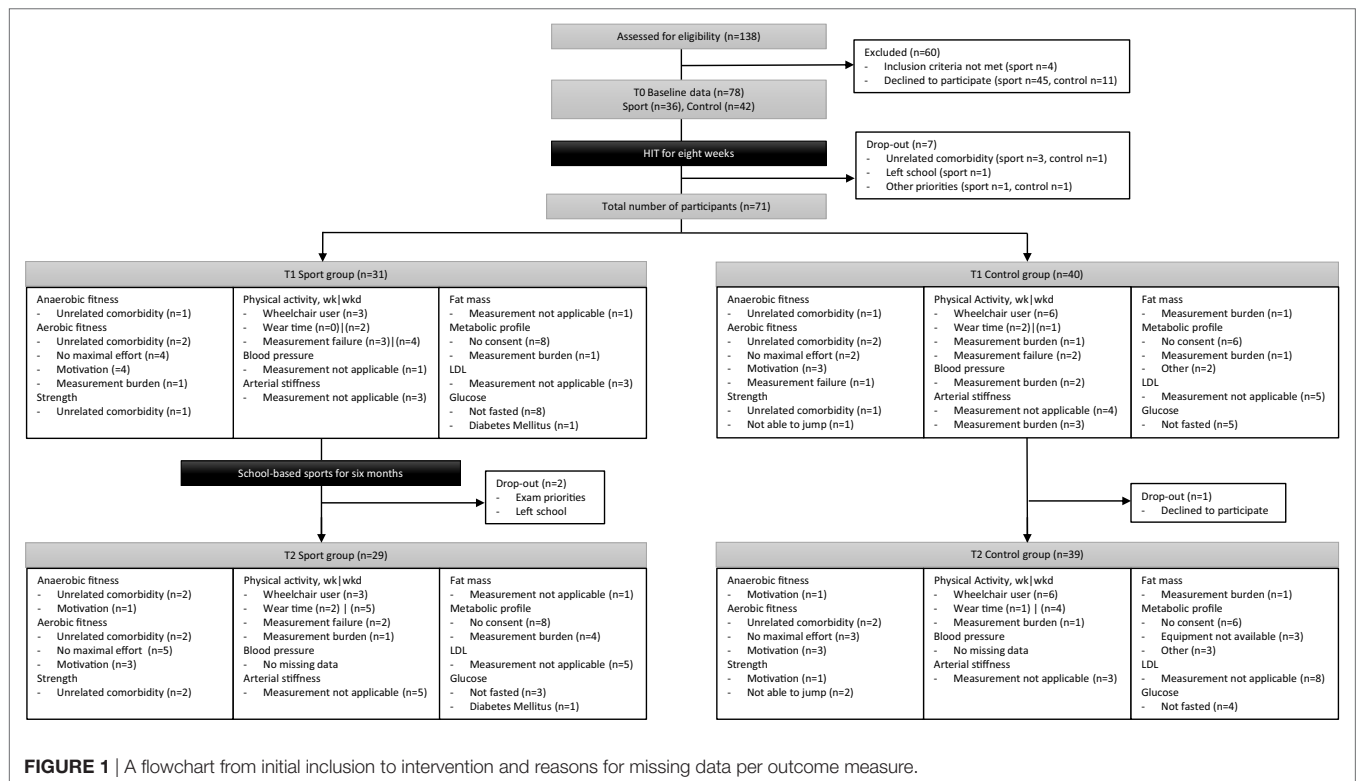 Assessed for eligibility (n=138)
Excluded (n=60)
- Inclusion criteria not met (sport n=4)
- Declined to participate (sport n=45, control n=11)
T0 Baseline data (n=78)
Sport (n=36), Control (n=42)
HIT for eight weeks
Drop-out (n=7)
- Unrelated comorbidity (sport n=3, control n=1)
- Left school (sport n=1)
- Other priorities (sport n=1, control n=1)
Total number of participants (n=71)
T1 Sport group (n=31)
Anaerobic fitness
- Unrelated comorbidity (n=1)
Aerobic fitness
- Unrelated comorbidity (n=2)
- No maximal effort (n=4)
- Motivation (=4)
- Measurement burden (n=1)
Strength
- Unrelated comorbidity (n=1)
Physical activity, wk|wkd
- Wheelchair user (n=3)
- Wear time (n=0)|(n=2)
- Measurement failure (n=3)|(n=4)
Blood pressure
- Measurement not applicable (n=1)
Arterial stiffness
- Measurement not applicable (n=3)
Fat mass
- Measurement not applicable (n=1)
Metabolic profile
- No consent (n=8)
- Measurement burden (n=1)
LDL
- Measurement not applicable (n=3)
Glucose
- Not fasted (n=8)
- Diabetes Mellitus (n=1)
T1 Control group (n=40)
Anaerobic fitness
- Unrelated comorbidity (n=1)
Aerobic fitness
- Unrelated comorbidity (n=2)
- No maximal effort (n=2)
- Motivation (n=3)
- Measurement failure (n=1)
Strength
- Unrelated comorbidity (n=1)
- Not able to jump (n=1)
Physical Activity, wk|wkd
- Wheelchair user (n=6)
- Wear time (n=2)|(n=1)
- Measurement burden (n=1)
- Measurement failure (n=2)
Blood pressure
- Measurement burden (n=2)
Arterial stiffness
- Measurement not applicable (n=4)
- Measurement burden (n=3)
Fat mass
- Measurement burden (n=1)
Metabolic profile
- No consent (n=6)
- Measurement burden (n=1)
- Other (n=2)
LDL
- Measurement not applicable (n=5)
Glucose
- Not fasted (n=5)
School-based sports for six months
Drop-out (n=2)
- Exam priorities
- Left school
Drop-out (n=1)
- Declined to participate
T2 Sport group (n=29)
Anaerobic fitness
- Unrelated comorbidity (n=2)
- Motivation (n=1)
Aerobic fitness
- Unrelated comorbidity (n=2)
- No maximal effort (n=5)
- Motivation (n=3)
Strength
- Unrelated comorbidity (n=2)
Physical Activity, wk|wkd
- Wheelchair user (n=3)
- Wear time (n=2) | (n=5)
- Measurement failure (n=2)
- Measurement burden (n=1)
Blood pressure
- No missing data
Arterial stiffness
- Measurement not applicable (n=5)
Fat mass
- Measurement not applicable (n=1)
Metabolic profile
- No consent (n=8)
- Measurement burden (n=4)
LDL
- Measurement not applicable (n=5)
Glucose
- Not fasted (n=3)
- Diabetes Mellitus (n=1)
T2 Control group (n=39)
Anaerobic fitness
- Motivation (n=1)
Aerobic fitness
- Unrelated comorbidity (n=2)
- No maximal effort (n=3)
- Motivation (n=3)
Strength
- Motivation (n=1)
- Not able to jump (n=2)
Physical Activity, wk|wkd
- Wheelchair user (n=6)
- Wear time (n=1) | (n=4)
- Measurement burden (n=1)
Blood pressure
- No missing data
Arterial stiffness
- Measurement not applicable (n=3)
Fat mass
- Measurement burden (n=1)
Metabolic profile
- No consent (n=6)
- Equipment not available (n=3)
- Other (n=3)
LDL
- Measurement not applicable (n=8)
Glucose
- Not fasted (n=4)
FIGURE 1 | A flowchart from initial inclusion to intervention and reasons for missing data per outcome measure.